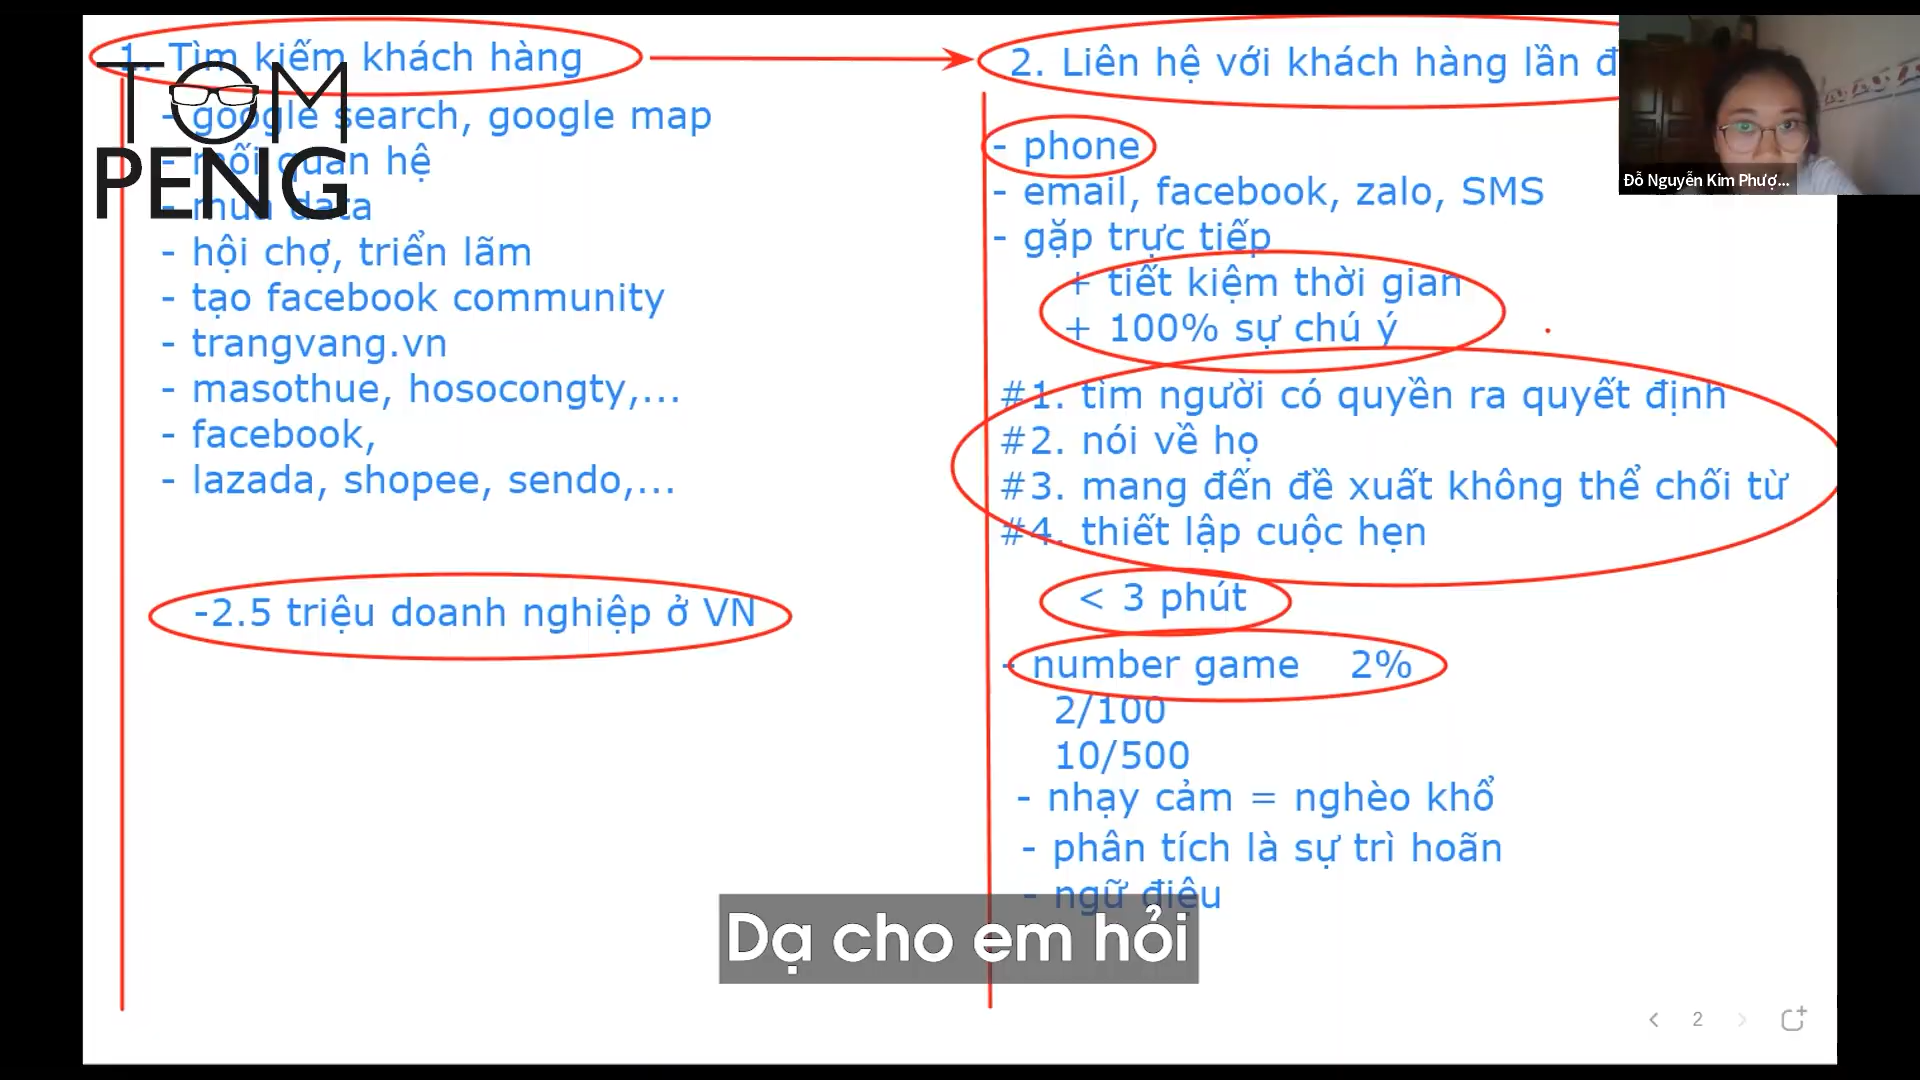 1. Tìm kiếm khách hàng
- google search, google map
- mối quan hệ
- mua data
- hội chợ, triển lãm
- tạo facebook community
- trangvang.vn
- masothue, hosocongty,...
- facebook,
- lazada, shopee, sendo,...
-2.5 triệu doanh nghiệp ở VN
TOM
PENG
2. Liên hệ với khách hàng lần
- phone
- email, facebook, zalo, SMS
- gặp trực tiếp
+ tiết kiệm thời gian
+ 100% sự chú ý
#1. tìm người có quyền ra quyết định
#2. nói về họ
#3. mang đến đề xuất không thể chối từ
#4. thiết lập cuộc hẹn
< 3 phút
- number game 2%
2/100
10/500
- nhạy cảm = nghèo khổ
- phân tích là sự trì hoãn
- ngữ điệu
Đỗ Nguyễn Kim Phượ...
Dạ cho em hỏi
2